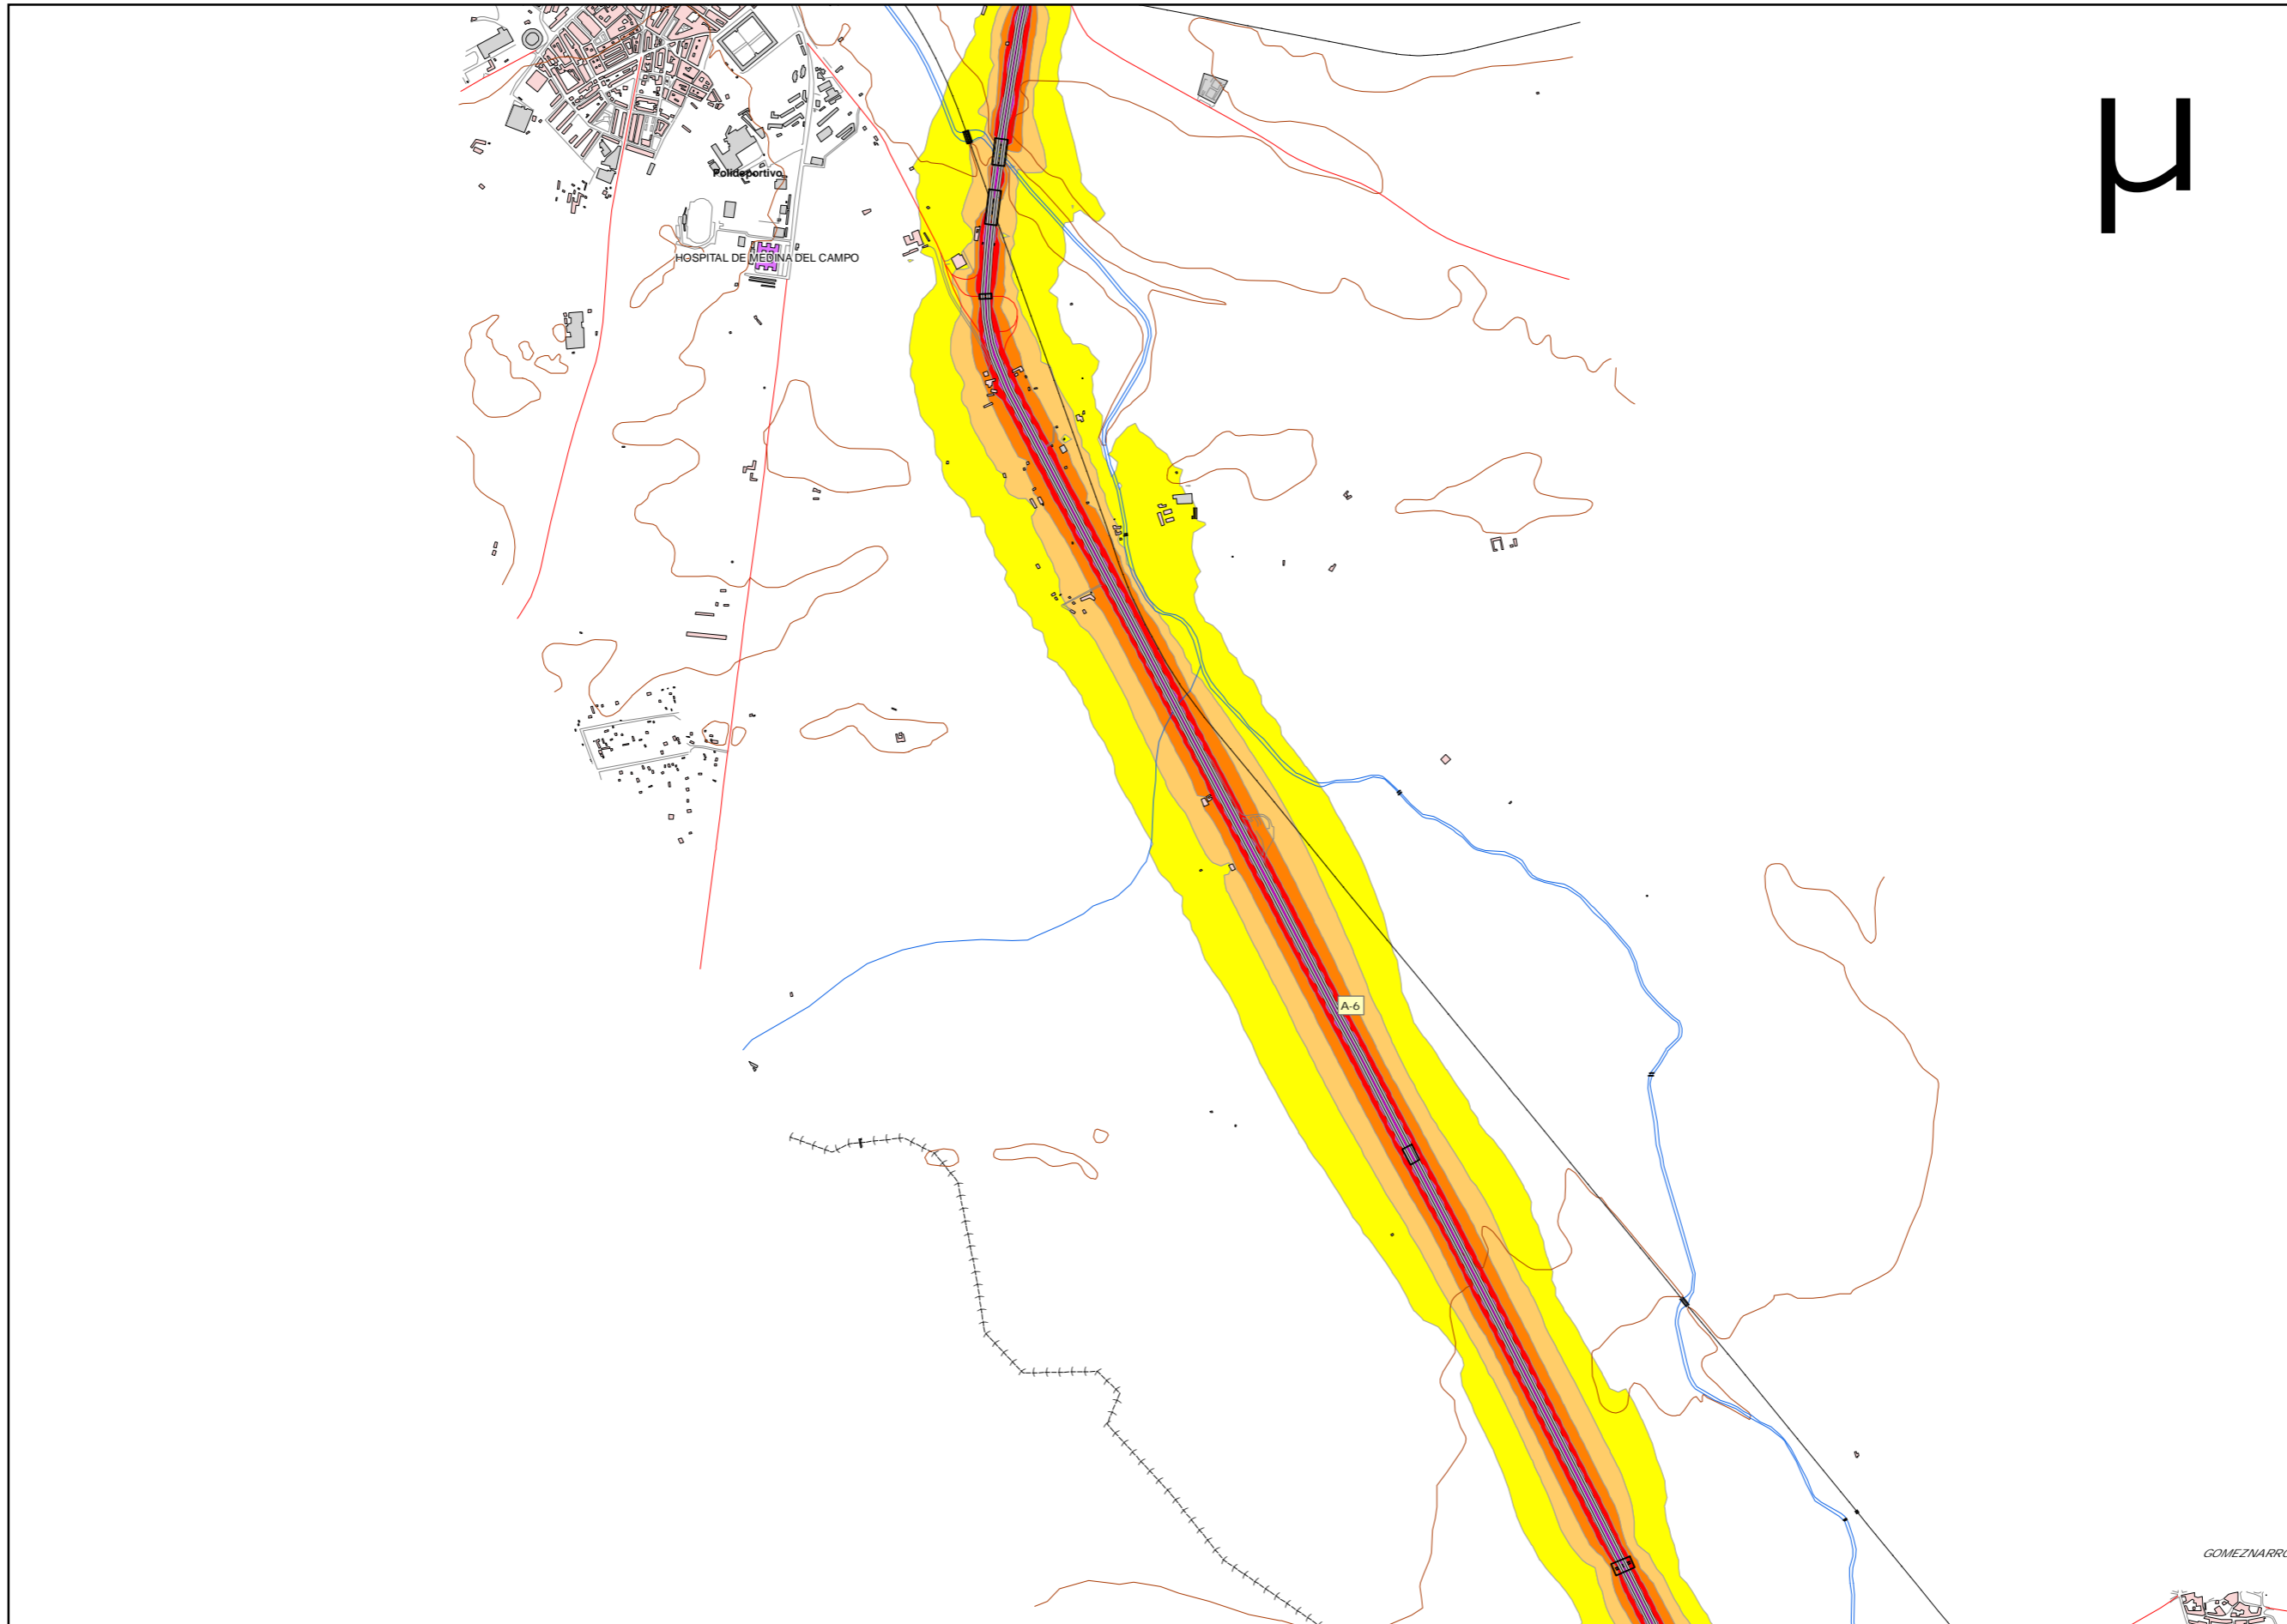 µ
Polideportivo
HOSPITAL DE MEDINA DEL CAMPO
A-6
GOMEZNARRO